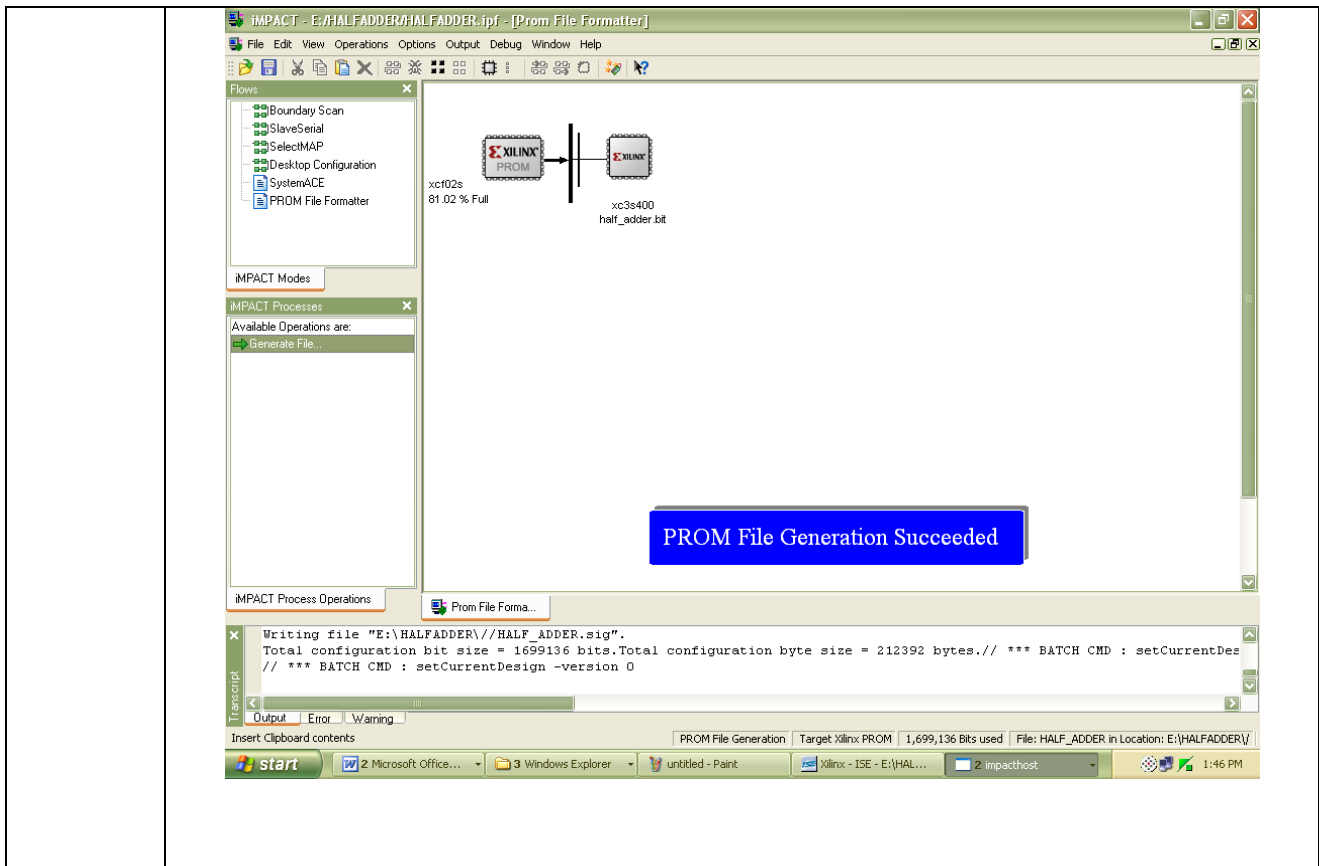 iMPACT - E:/HALFADDER/HALFADDER.ipf - [Prom File Formatter]
File Edit View Operations Options Output Debug Window Help
Flows
Boundary Scan
SlaveSerial
SelectMAP
Desktop Configuration
SystemACE
PROM File Formatter
iMPACT Modes
XILINX
PROM
XILINX
xcf02s
81.02 % Full
xc3s400
half_adder.bit
iMPACT Processes
Available Operations are:
Generate File...
PROM File Generation Succeeded
iMPACT Process Operations
Prom File Forma...
Writing file "E:\HALFADDER\//HALF_ADDER.sig".
Total configuration bit size = 1699136 bits.Total configuration byte size = 212392 bytes.// *** BATCH CMD : setCurrentDes
// *** BATCH CMD : setCurrentDesign -version 0
Transcript
Output Error Warning
Insert Clipboard contents
PROM File Generation Target Xilinx PROM 1,699,136 Bits used File: HALF_ADDER in Location: E:\HALFADDER\/
start 2 Microsoft Office... 3 Windows Explorer untitled - Paint Xilinx - ISE - E:\HAL... 2 impacthost 1:46 PM